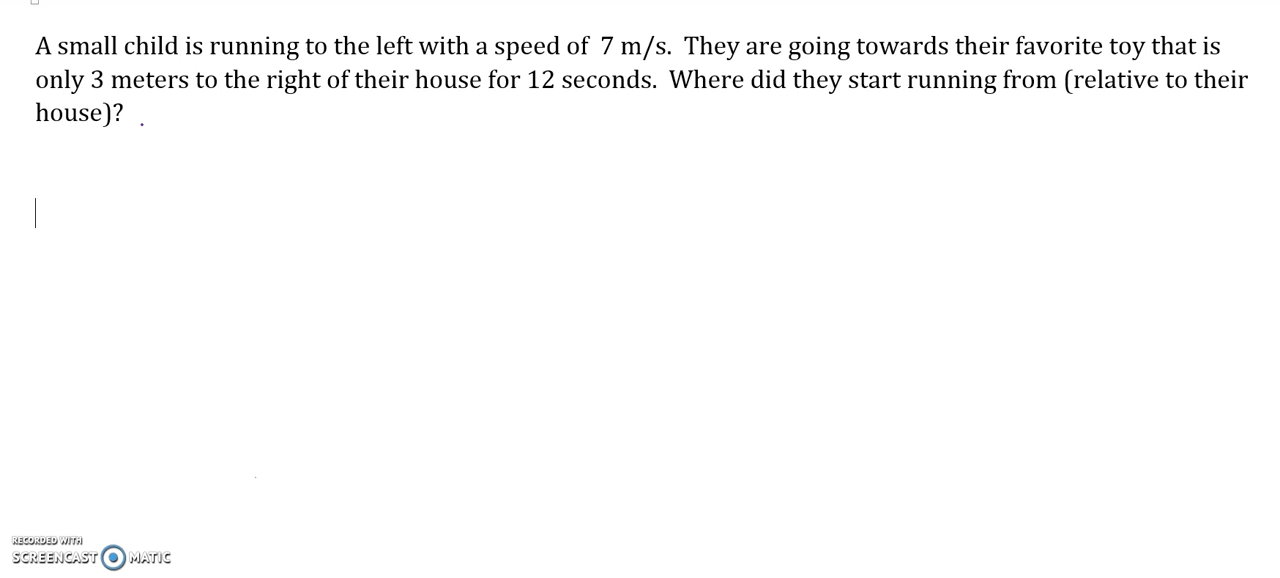 A small child is running to the left with a speed of  7 m/s.  They are going towards their favorite toy that is
only 3 meters to the right of their house for 12 seconds.  Where did they start running from (relative to their
house)?
RECORDED WITH
SCREENCAST MATIC